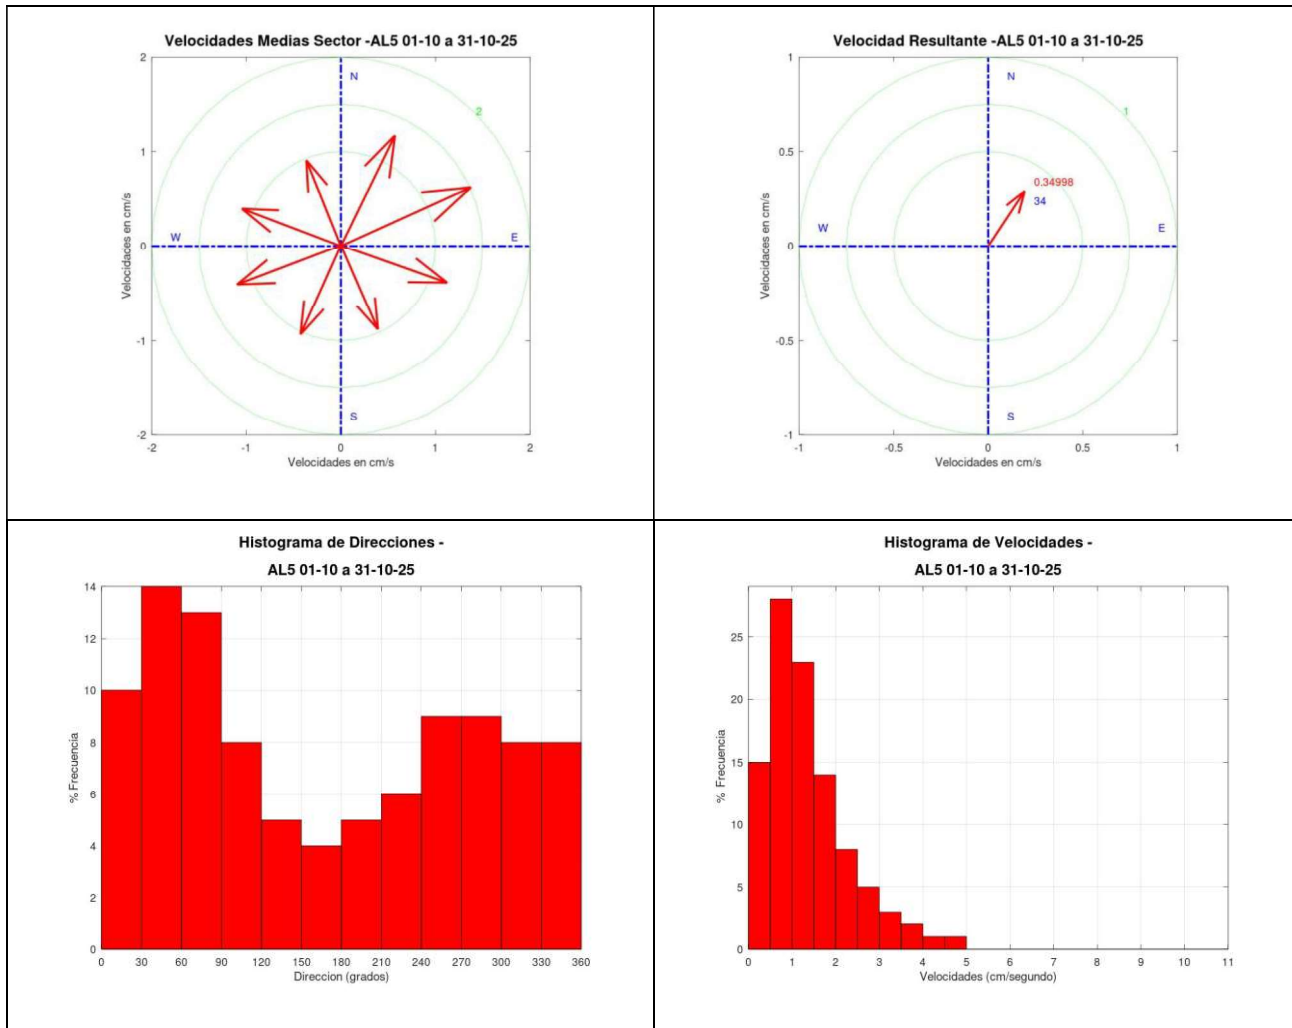 Velocidades Medias Sector -AL5 01-10 a 31-10-25
2
1
0
-1
-2
-2
-1
0
1
2
N
2
W
E
S
Velocidaces en cm/s
Velocidades en cm/s
Velocidad Resultante -AL5 01-10 a 31-10-25
1
0.5
0
-0.5
-1
-1
-0.5
0
0.5
1
N
1
0.34998
34
W
E
S
Velocidaces en cm/s
Velocidades en cm/s
Histograma de Direcciones -
AL5 01-10 a 31-10-25
14
12
10
8
6
4
2
0
% Frecuencia
0 30 60 90 120 150 180 210 240 270 300 330 360
Direccion (grados)
Histograma de Velocidades -
AL5 01-10 a 31-10-25
25
20
15
10
5
0
% Frecuencia
0 1 2 3 4 5 6 7 8 9 10 11
Velocidades (cm/segundo)